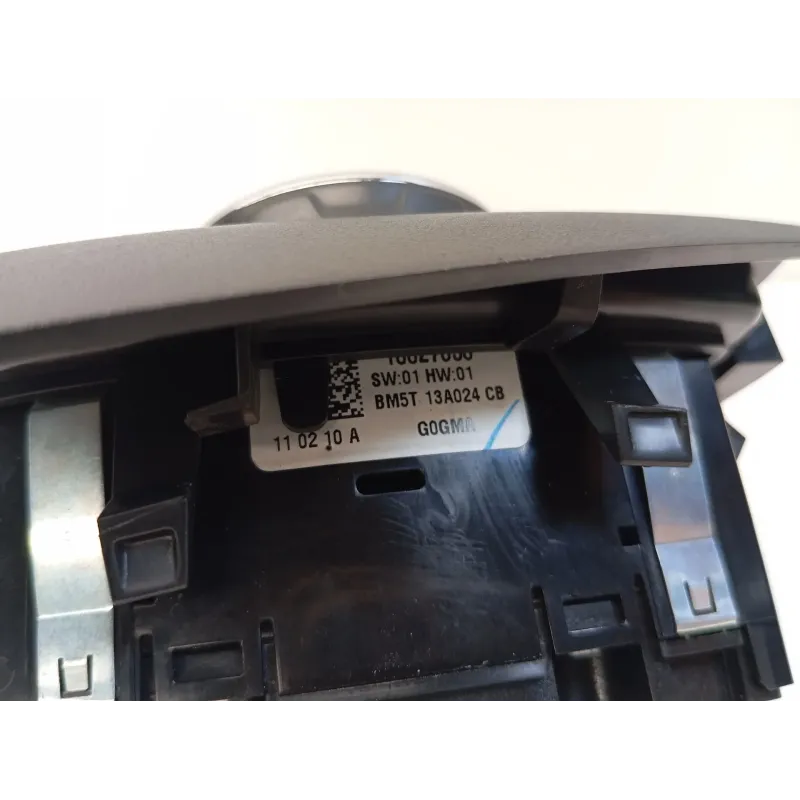 SW:01 HW:01
BM5T 13A024 CB
11 02 10 A G0GMA